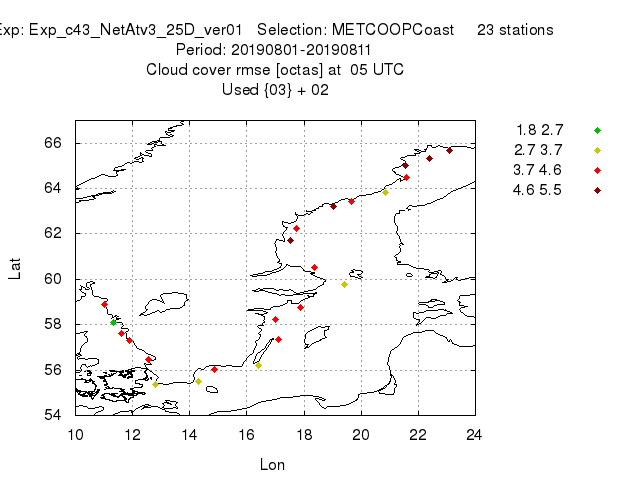 Exp: Exp_c43_NetAtv3_25D_ver01 Selection: METCOOPCoast 23 stations
Period: 20190801-20190811
Cloud cover rmse [octas] at 05 UTC
Used {03} + 02
1.8 2.7
2.7 3.7
3.7 4.6
4.6 5.5
66
64
62
60
58
56
54
Lat
10 12 14 16 18 20 22 24
Lon